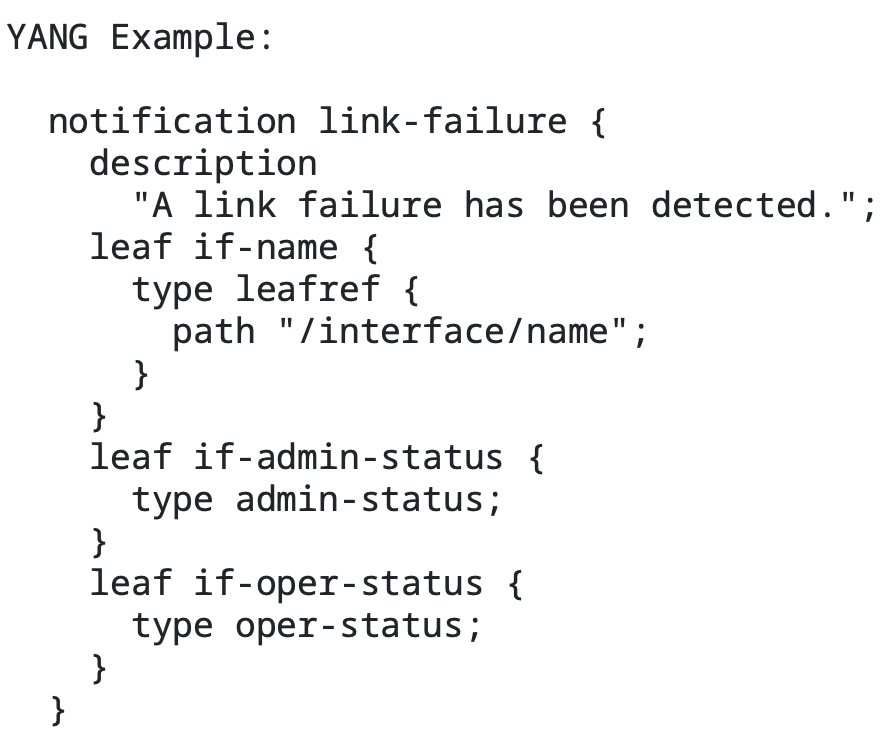 YANG Example:

  notification link-failure {
    description
      "A link failure has been detected.";
    leaf if-name {
      type leafref {
        path "/interface/name";
      }
    }
    leaf if-admin-status {
      type admin-status;
    }
    leaf if-oper-status {
      type oper-status;
    }
  }